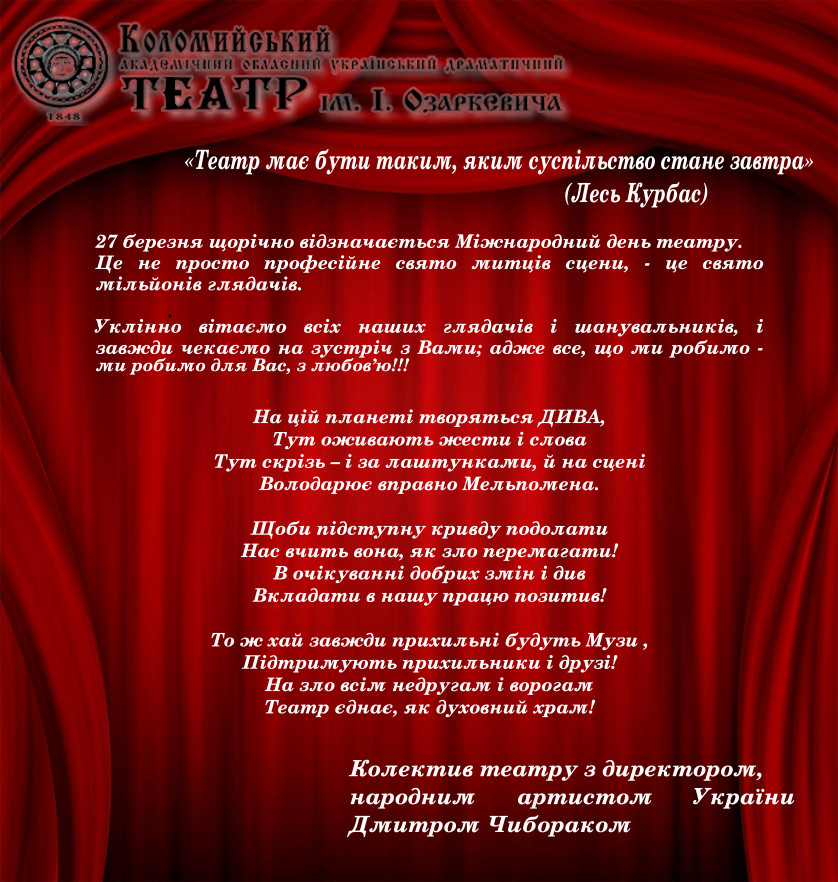 Коломийський
академічний обласний український драматичний
ТЕАТР ім. І. Озаркевича
1848
«Театр має бути таким, яким суспільство стане завтра»
(Лесь Курбас)
27 березня щорічно відзначається Міжнародний день театру.
Це не просто професійне свято митців сцени, - це свято
мільйонів глядачів.
Уклінно вітаємо всіх наших глядачів і шанувальників, і
завжди чекаємо на зустріч з Вами; адже все, що ми робимо -
ми робимо для Вас, з любов’ю!!!
На цій планеті творяться ДИВА,
Тут оживають жести і слова
Тут скрізь – і за лаштунками, й на сцені
Володарює вправно Мельпомена.
Щоби підступну кривду подолати
Нас вчить вона, як зло перемагати!
В очікуванні добрих змін і див
Вкладати в нашу працю позитив!
То ж хай завжди прихильні будуть Музи ,
Підтримують прихильники і друзі!
На зло всім недругам і ворогам
Театр єднає, як духовний храм!
Колектив театру з директором,
народним артистом України
Дмитром Чибораком